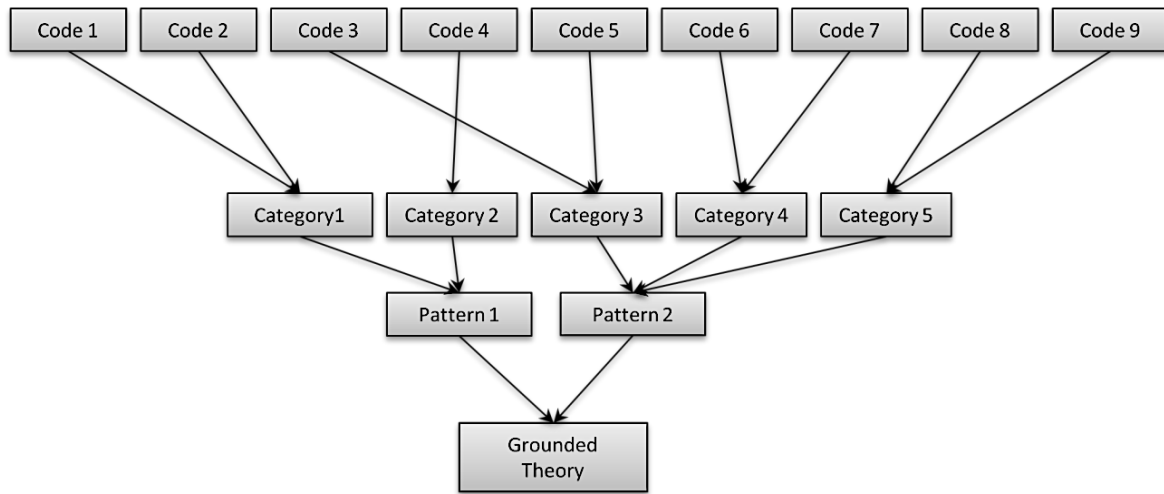 Code 1
Code 2
Code 3
Code 4
Code 5
Code 6
Code 7
Code 8
Code 9
Category1
Category 2
Category 3
Category 4
Category 5
Pattern 1
Pattern 2
Grounded
Theory